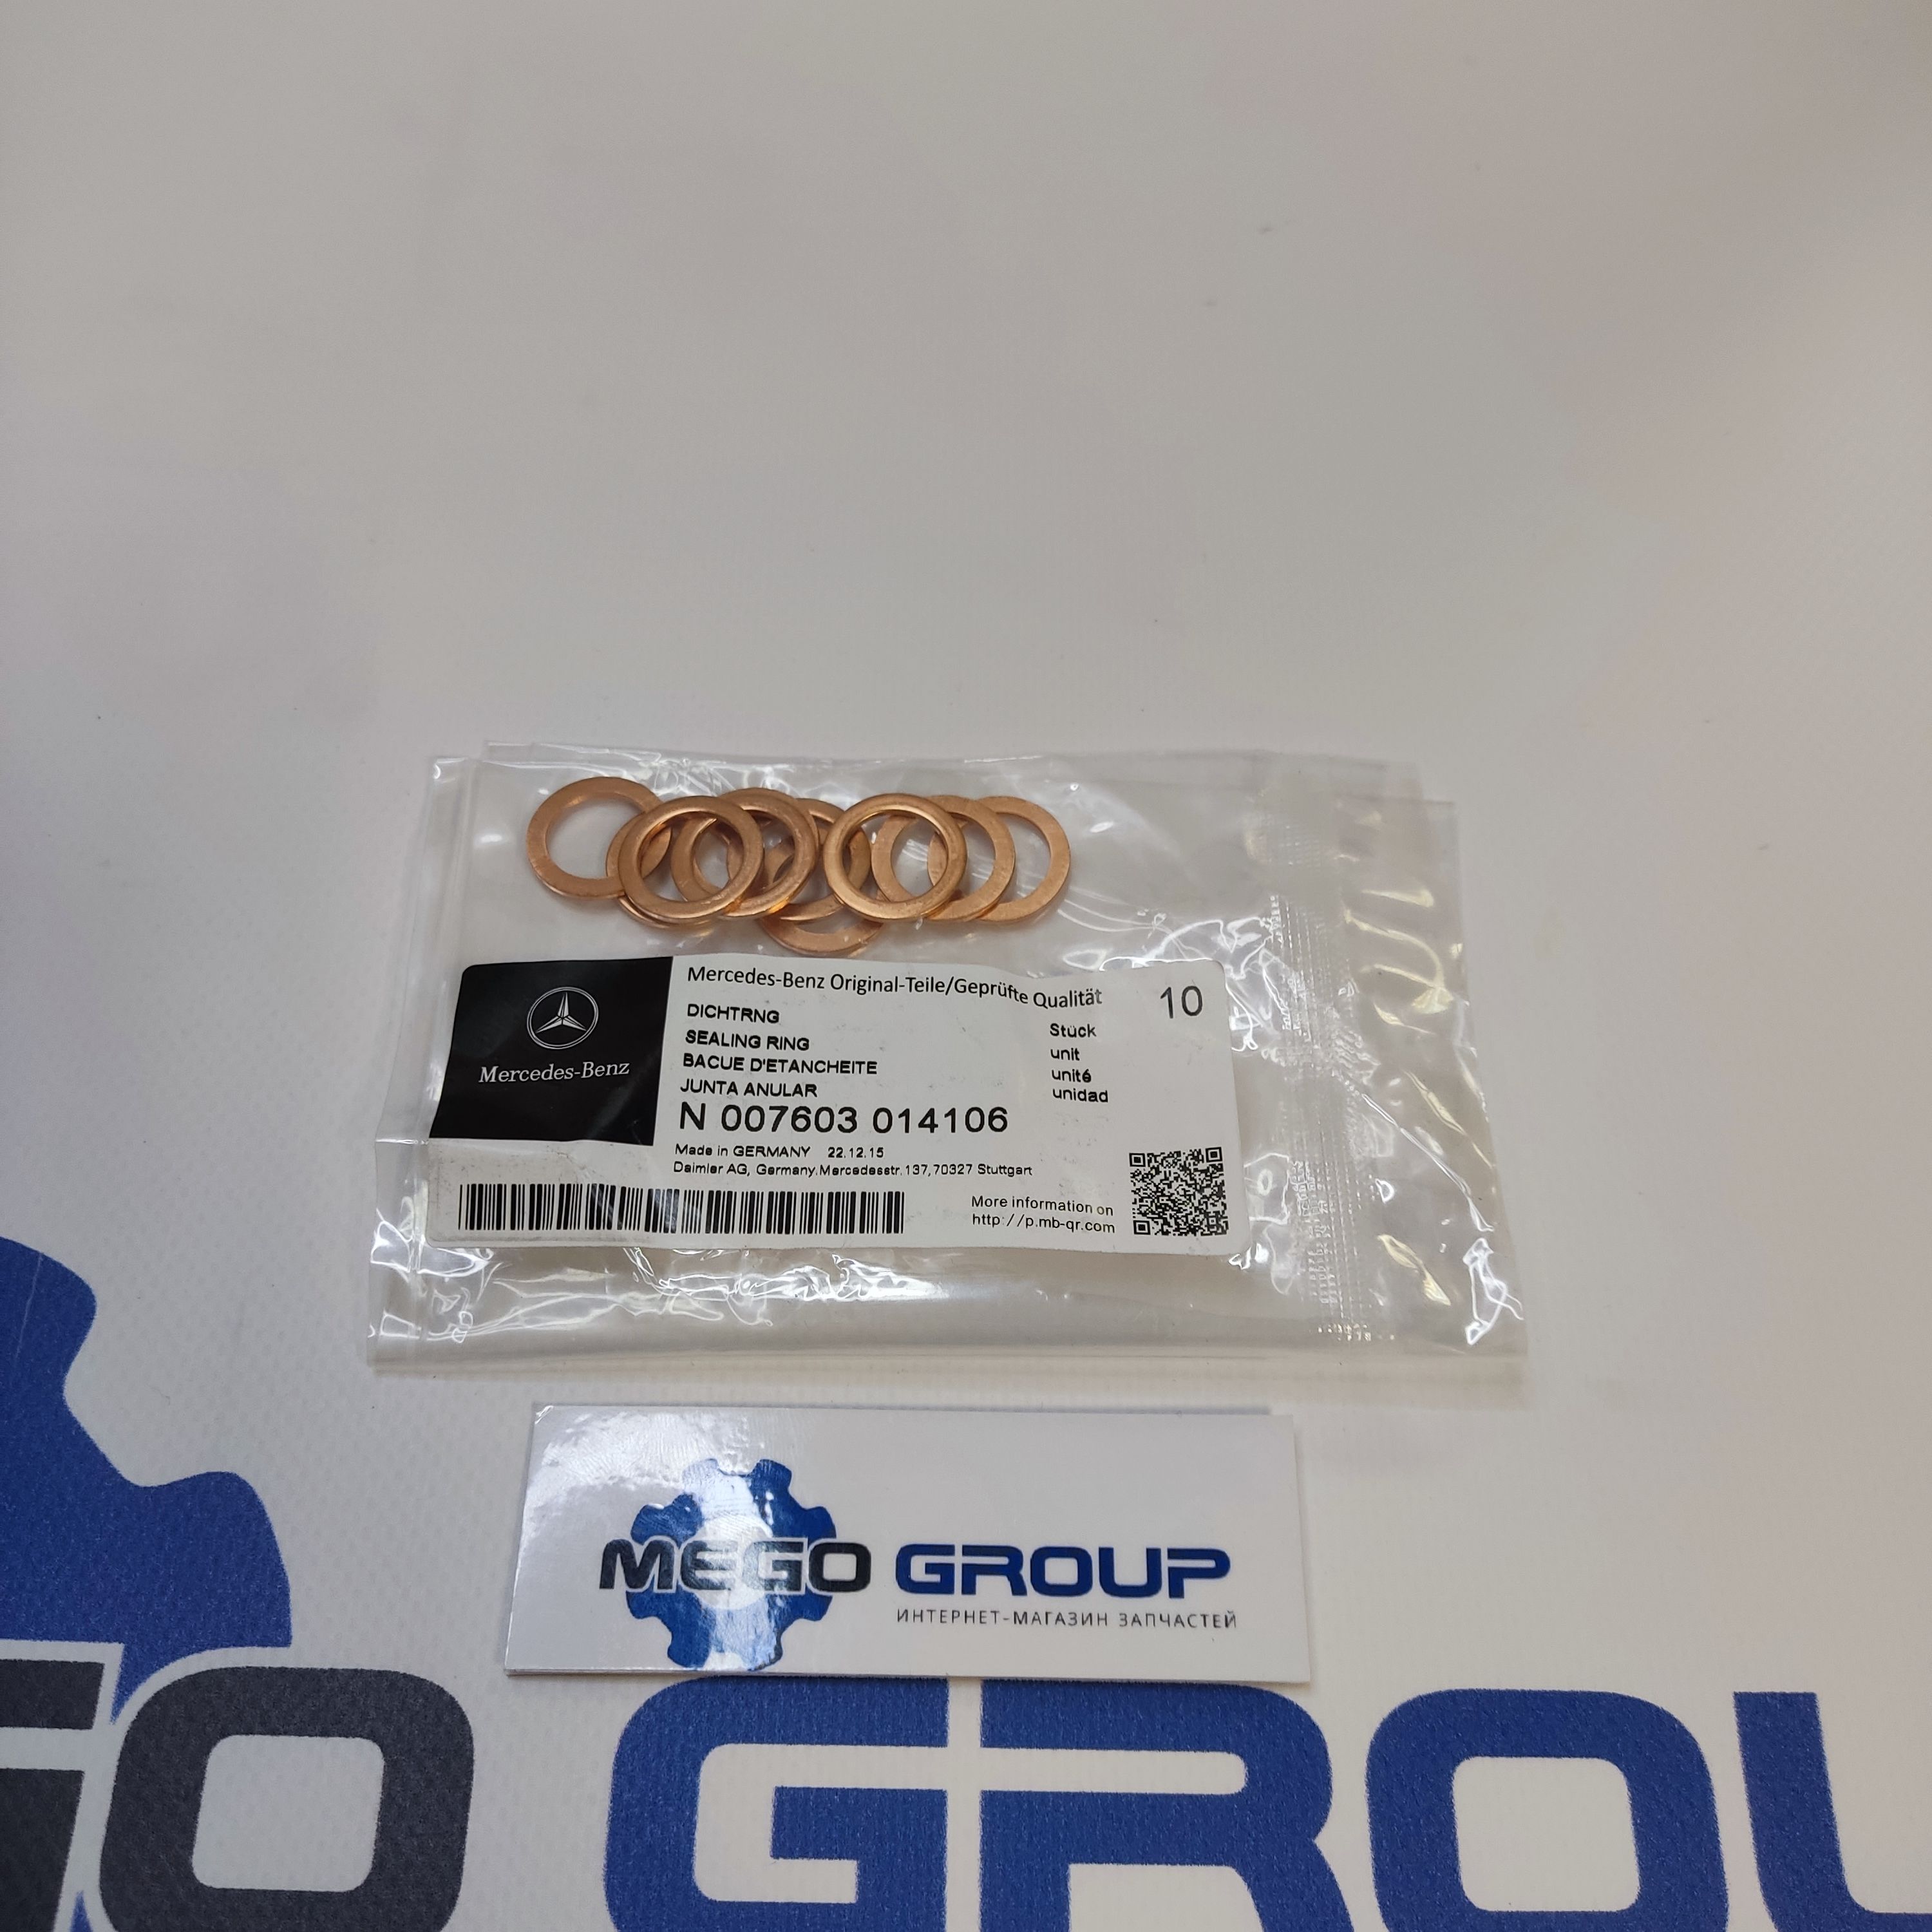 Mercedes-Benz
Mercedes-Benz Original-Teile/Geprüfte Qualität
10
DICHTRNG
Stück
SEALING RING
unit
BACUE D'ETANCHEITE
unité
JUNTA ANULAR
unidad
N 007603 014106
Made in GERMANY 22.12.15
Daimler AG, Germany.Mercedesstr.137,70327 Stuttgart
More information on
http://p.mb-qr.com
MEGO GROUP
ИНТЕРНЕТ-МАГАЗИН ЗАПЧАСТЕЙ
GO GROU